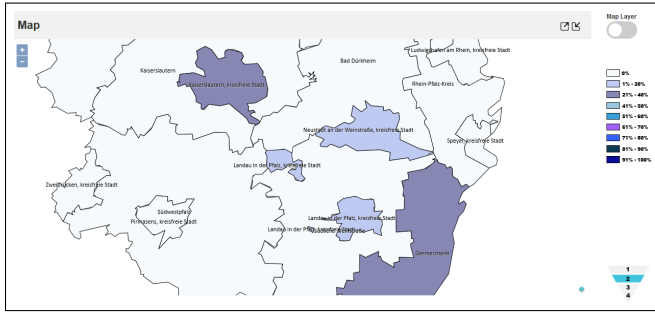 Map
Map Layer
+
−
Ludwigshafen am Rhein, kreisfreie Stadt
Bad Dürkheim
Kaiserslautern
Kaiserslautern, kreisfreie Stadt
Rhein-Pfalz-Kreis
Neustadt an der Weinstraße, kreisfreie Stadt
Speyer, kreisfreie Stadt
Landau in der Pfalz, kreisfreie Stadt
Zweibrücken, kreisfreie Stadt
Südwestpfalz
Pirmasens, kreisfreie Stadt
Landau in der Pfalz, kreisfreie Stadt
Landau in der Pfalz, kreisfreie Stadt
Germersheim
0%
1% - 20%
21% - 40%
41% - 50%
51% - 60%
61% - 70%
71% - 80%
81% - 90%
91% - 100%
1
2
3
4